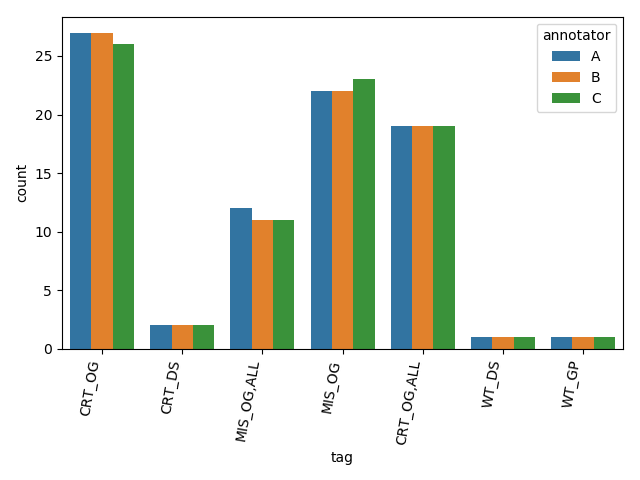 annotator
A
B
C
count
25
20
15
10
5
0
CRT_OG
CRT_DS
MIS_OG,ALL
MIS_OG
CRT_OG,ALL
WT_DS
WT_GP
tag